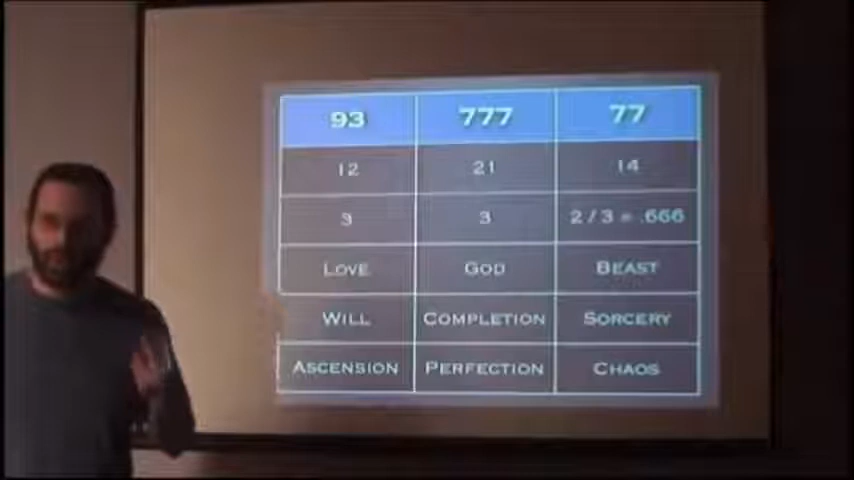 93 777 77
12 21 14
3 3 2 / 3 = .666
LOVE GOD BEAST
WILL COMPLETION SORCERY
ASCENSION PERFECTION CHAOS